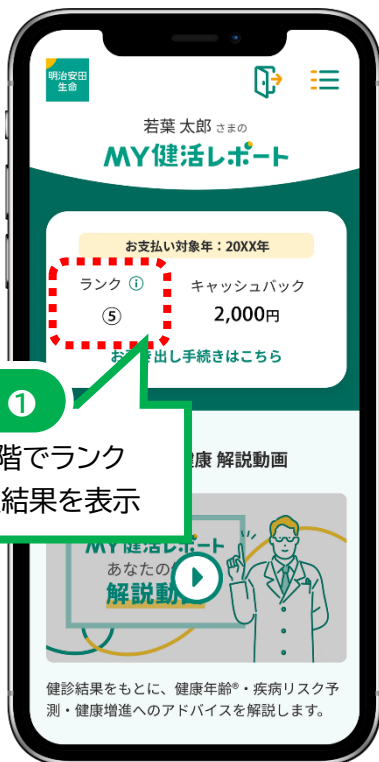 明治安田
生命
若葉 太郎 さまの
MY健活レポート
お支払い対象年：20XX年
ランク ⓘ
キャッシュバック
⑤
2,000円
き出し手続きはこちら
❶
階でランク
結果を表示
康 解説動画
MY健活レポート
あなたの
解説動
健診結果をもとに、健康年齢®・疾病リスク予
測・健康増進へのアドバイスを解説します。